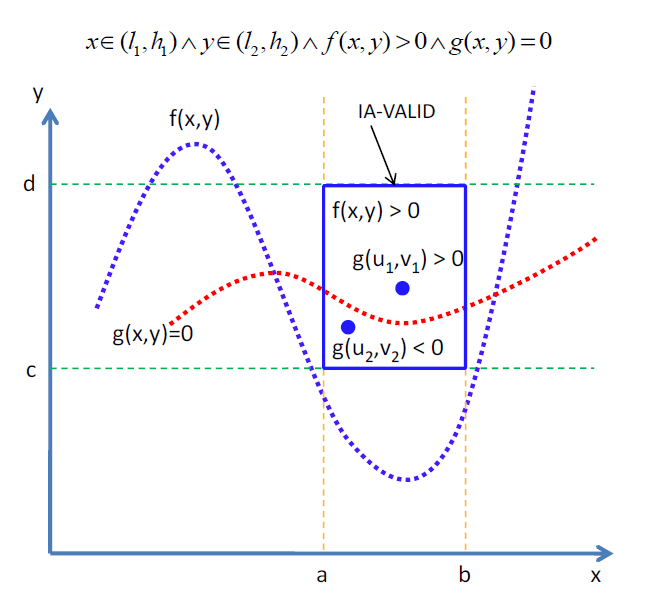 x∈(l₁,h₁)∧y∈(l₂,h₂)∧f(x,y)>0∧g(x,y)=0
y
f(x,y)
IA-VALID
d
f(x,y) > 0
g(u₁,v₁) > 0
g(x,y)=0
g(u₂,v₂) < 0
c
a
b
x